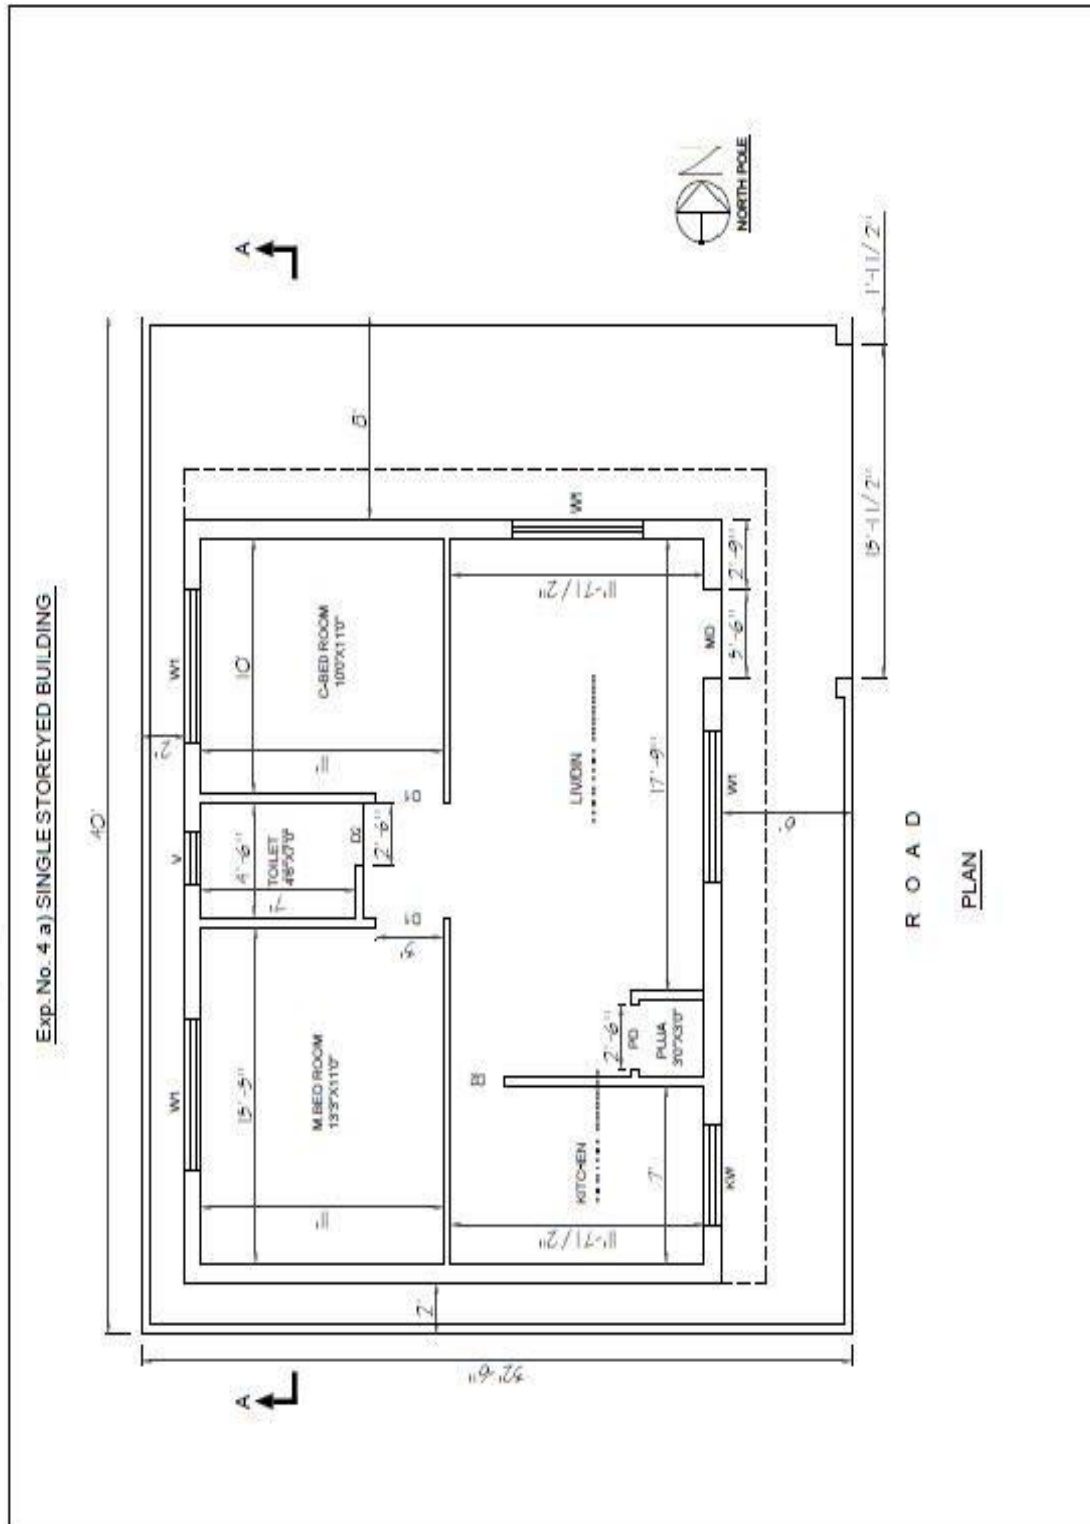 Exp. No. 4 a) SINGLE STOREYED BUILDING
40'
A
A
W1
V
W1
2'
M.BED ROOM
13'3"X11'0"
13'-3"
11'
TOILET
4'6"X7'0"
4'-6"
7'
C-BED ROOM
10'0"X11'0"
10'
11'
8'
D1
D2
D1
2'-6"
3'
2'
32'-6"
KITCHEN
11'-7 1/2"
7'
2'-6"
PD
PUJA
3'0"X3'0"
LIVIDIN
17'-9"
11'-7 1/2"
W1
KW
W1
MD
3'-6"
2'-9"
13'-11/2"
1'-11/2"
NORTH POLE
N
ROAD
PLAN